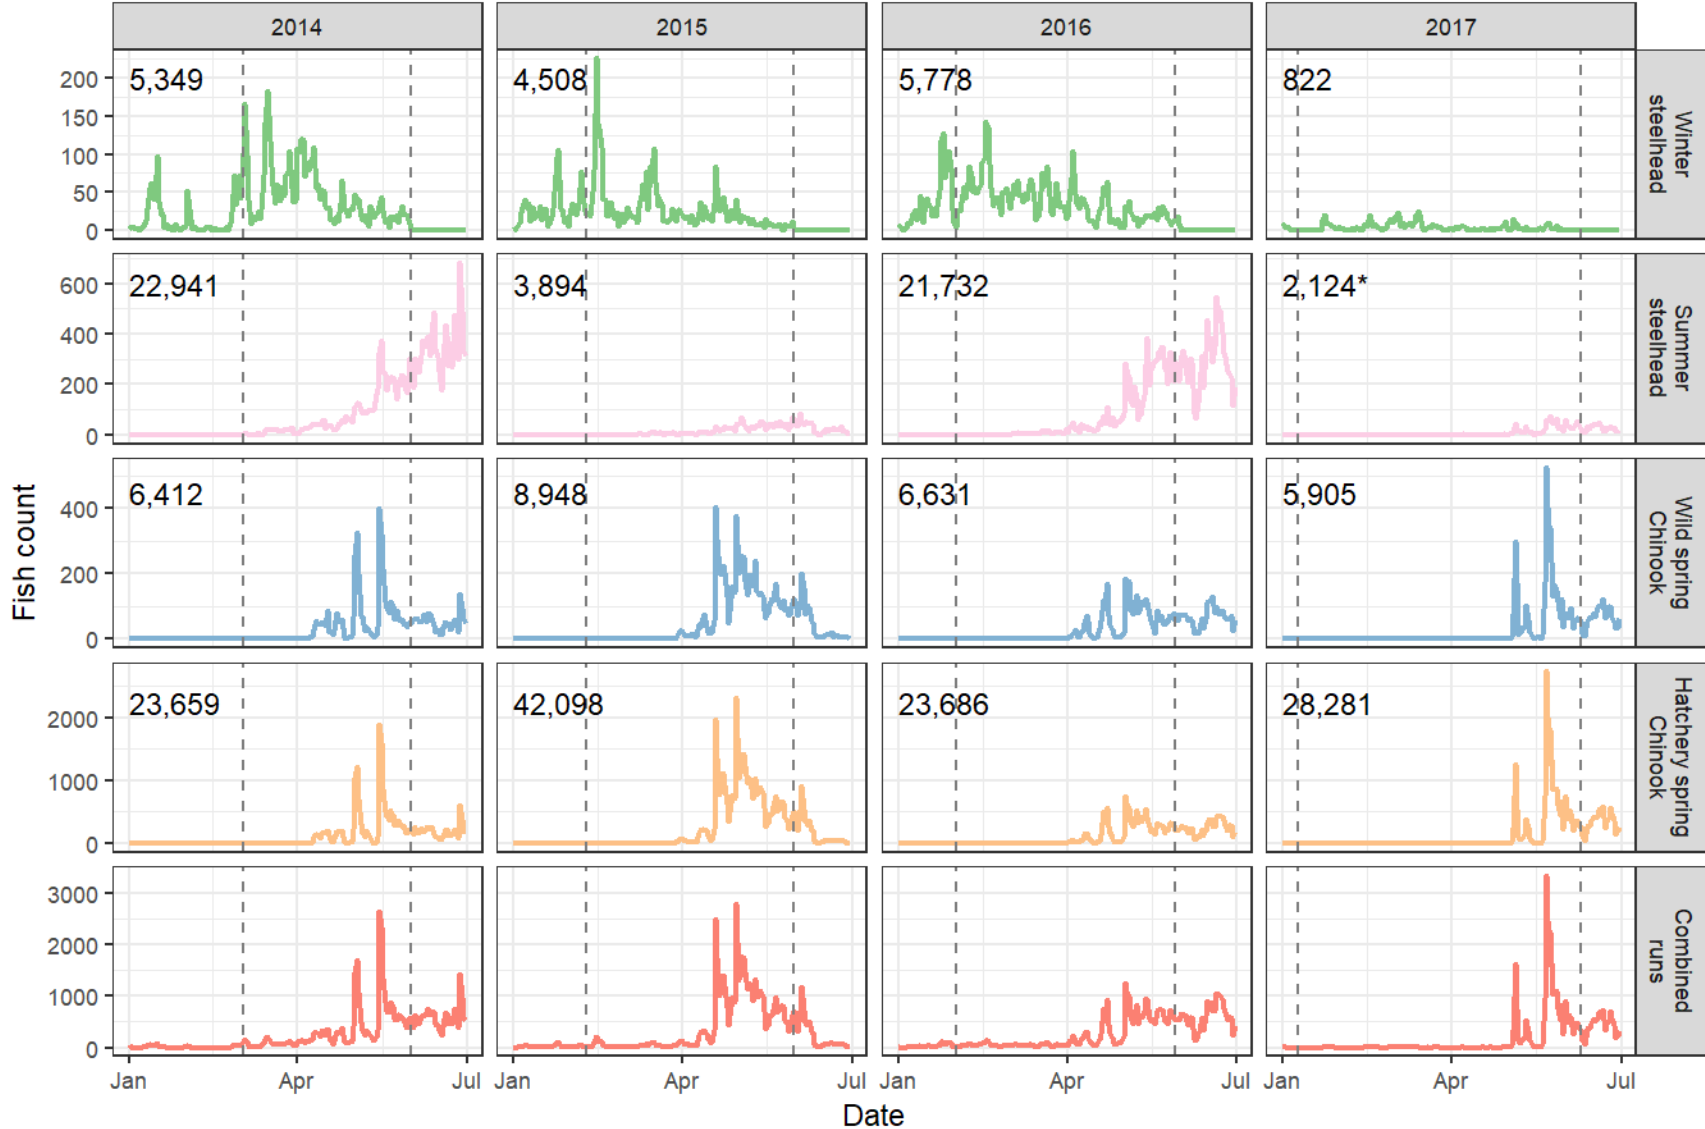 2014
2015
2016
2017
200
150
100
50
0
5,349
4,508
5,778
822
Winter
steelhead
600
400
200
0
22,941
3,894
21,732
2,124*
Summer
steelhead
Fish count
400
200
0
6,412
8,948
6,631
5,905
Wild spring
Chinook
2000
1000
0
23,659
42,098
23,686
28,281
Hatchery spring
Chinook
3000
2000
1000
0
Combined
runs
Jan Apr Jul
Jan Apr Jul
Jan Apr Jul
Jan Apr Jul
Date